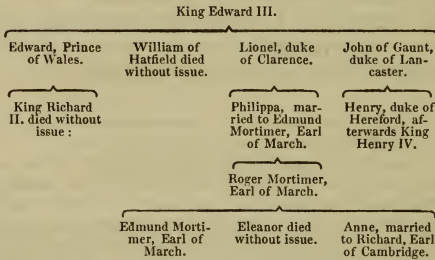 King Edward III.
Edward, Prince
of Wales.
William of
Hatfield died
without issue.
Lionel, duke
of Clarence.
John of Gaunt,
duke of Lan-
caster.
King Richard
II. died without
issue :
Philippa, mar-
ried to Edmund
Mortimer, Earl
of March.
Henry, duke of
Hereford, af-
terwards King
Henry IV.
Roger Mortimer,
Earl of March.
Edmund Morti-
mer, Earl of
March.
Eleanor died
without issue.
Anne, married
to Richard, Earl
of Cambridge.